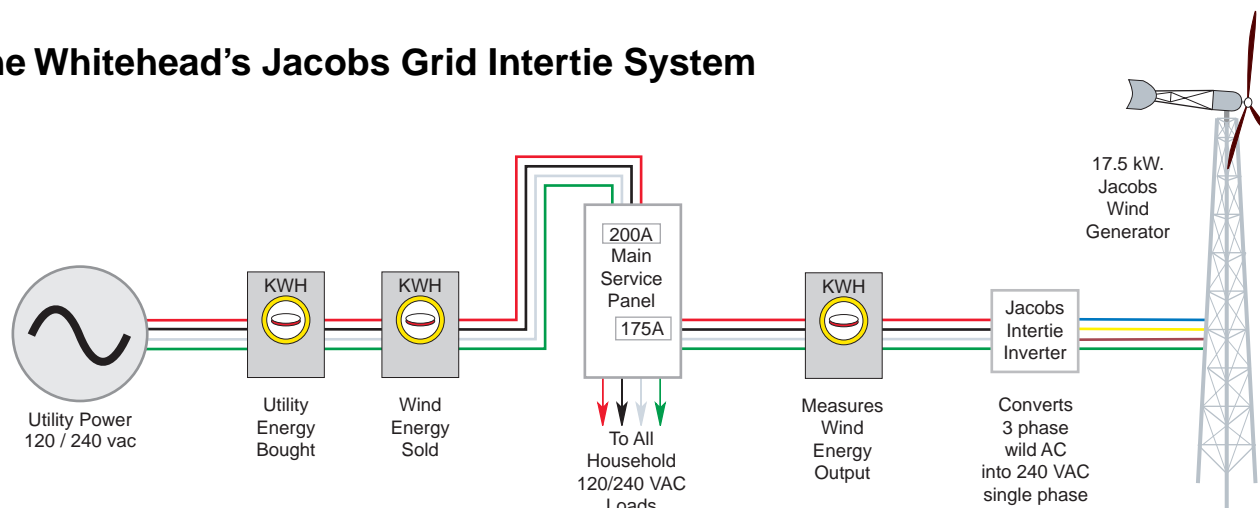 he Whitehead's Jacobs Grid Intertie System
17.5 kW.
Jacobs
Wind
Generator
200A
Main
Service
Panel
175A
KWH
KWH
KWH
Jacobs
Intertie
Inverter
Utility Power
120 / 240 vac
Utility
Energy
Bought
Wind
Energy
Sold
To All
Household
120/240 VAC
Loads
Measures
Wind
Energy
Output
Converts
3 phase
wild AC
into 240 VAC
single phase